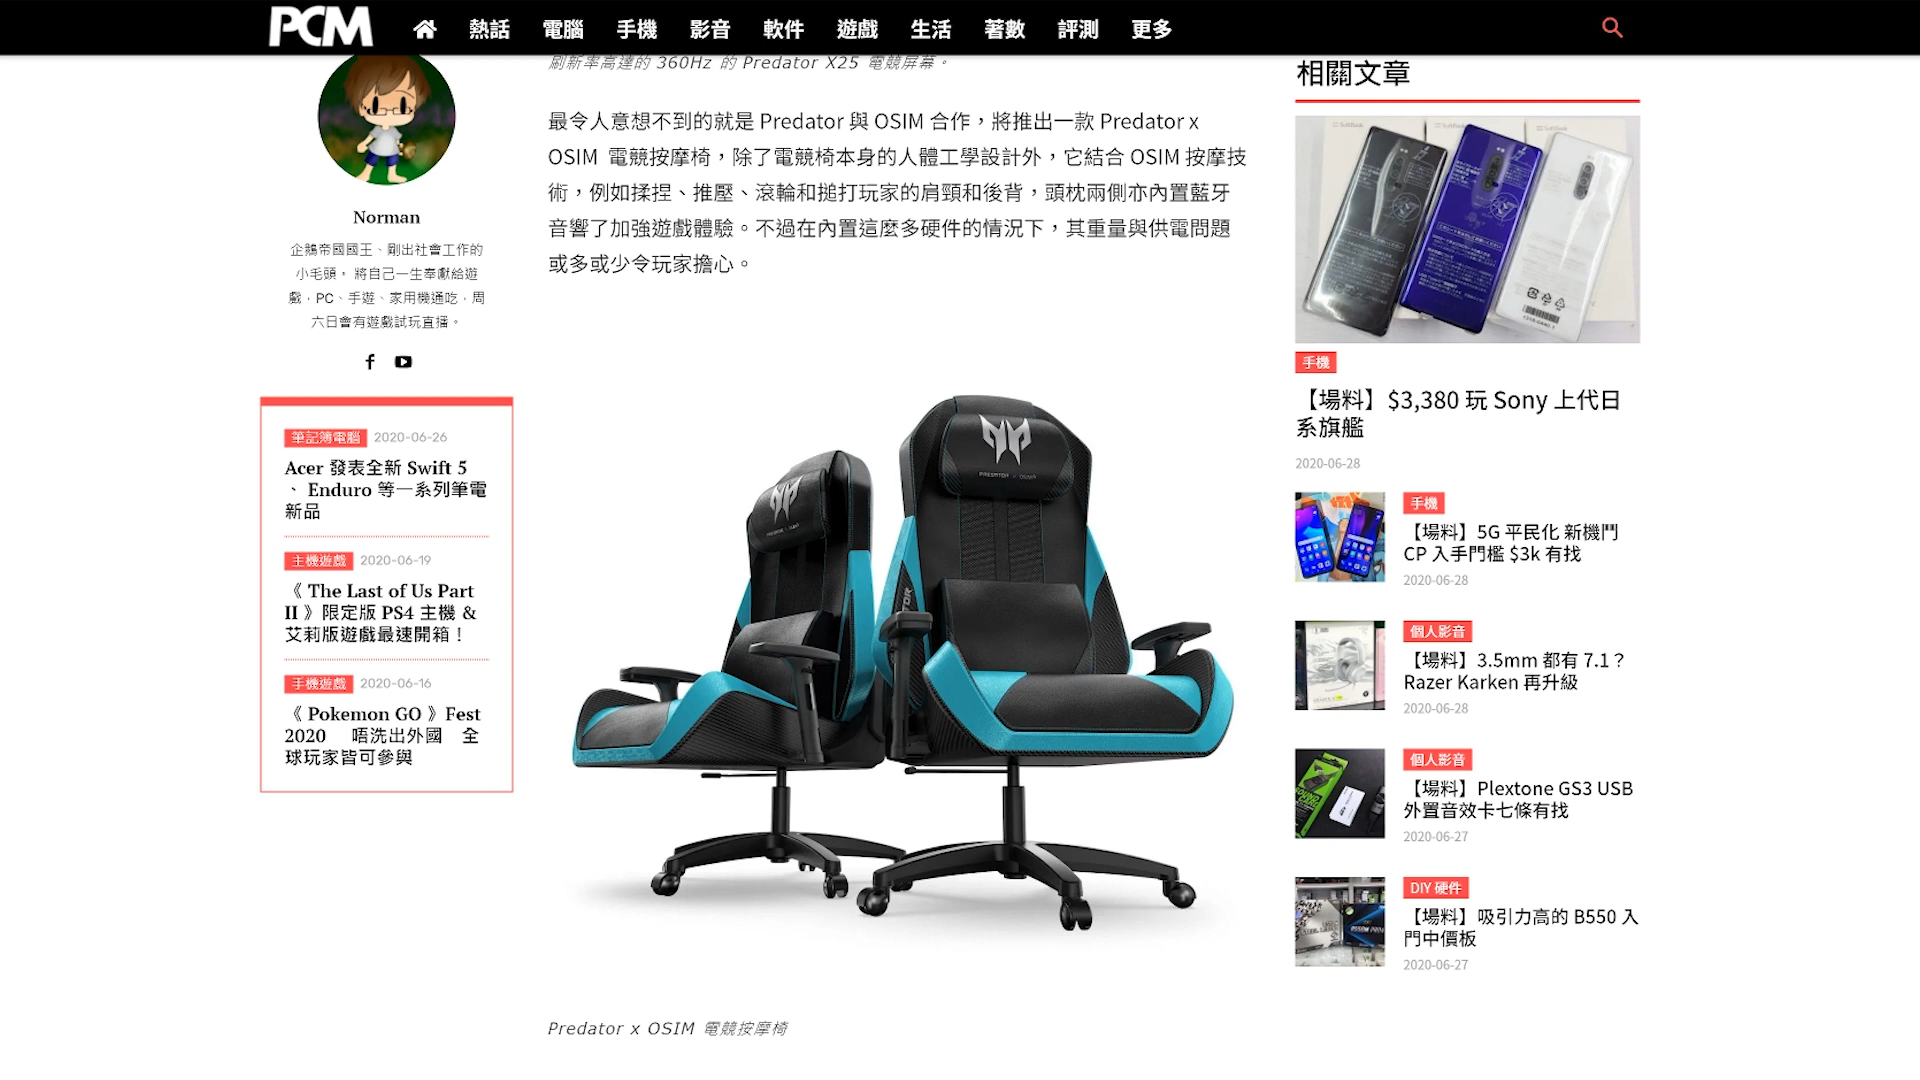 PCM 熱話 電腦 手機 影音 軟件 遊戲 生活 著數 評測 更多
Norman
企鵝帝國國王、剛出社會工作的
小毛頭， 將自己一生奉獻給遊
戲，PC、手遊、家用機通吃，周
六日會有遊戲試玩直播。
筆記簿電腦 2020-06-26
Acer 發表全新 Swift 5
、 Enduro 等一系列筆電
新品
主機遊戲 2020-06-19
《 The Last of Us Part
II 》限定版 PS4 主機 &
艾莉版遊戲最速開箱！
手機遊戲 2020-06-16
《 Pokemon GO 》Fest
2020 唔洗出外國 全
球玩家皆可參與
刷新率高達的 360Hz 的 Predator X25 電競屏幕。
最令人意想不到的就是 Predator 與 OSIM 合作，將推出一款 Predator x
OSIM 電競按摩椅，除了電競椅本身的人體工學設計外，它結合 OSIM 按摩技
術，例如揉捏、推壓、滾輪和搥打玩家的肩頸和後背，頭枕兩側亦內置藍牙
音響了加強遊戲體驗。不過在內置這麼多硬件的情況下，其重量與供電問題
或多或少令玩家擔心。
PREDATOR x OSIM
Predator x OSIM 電競按摩椅
相關文章
手機
【場料】$3,380 玩 Sony 上代日
系旗艦
2020-06-28
手機
【場料】5G 平民化 新機鬥
CP 入手門檻 $3k 有找
2020-06-28
個人影音
【場料】3.5mm 都有 7.1？
Razer Karken 再升級
2020-06-28
個人影音
【場料】Plextone GS3 USB
外置音效卡七條有找
2020-06-27
DIY 硬件
【場料】吸引力高的 B550 入
門中價板
2020-06-27